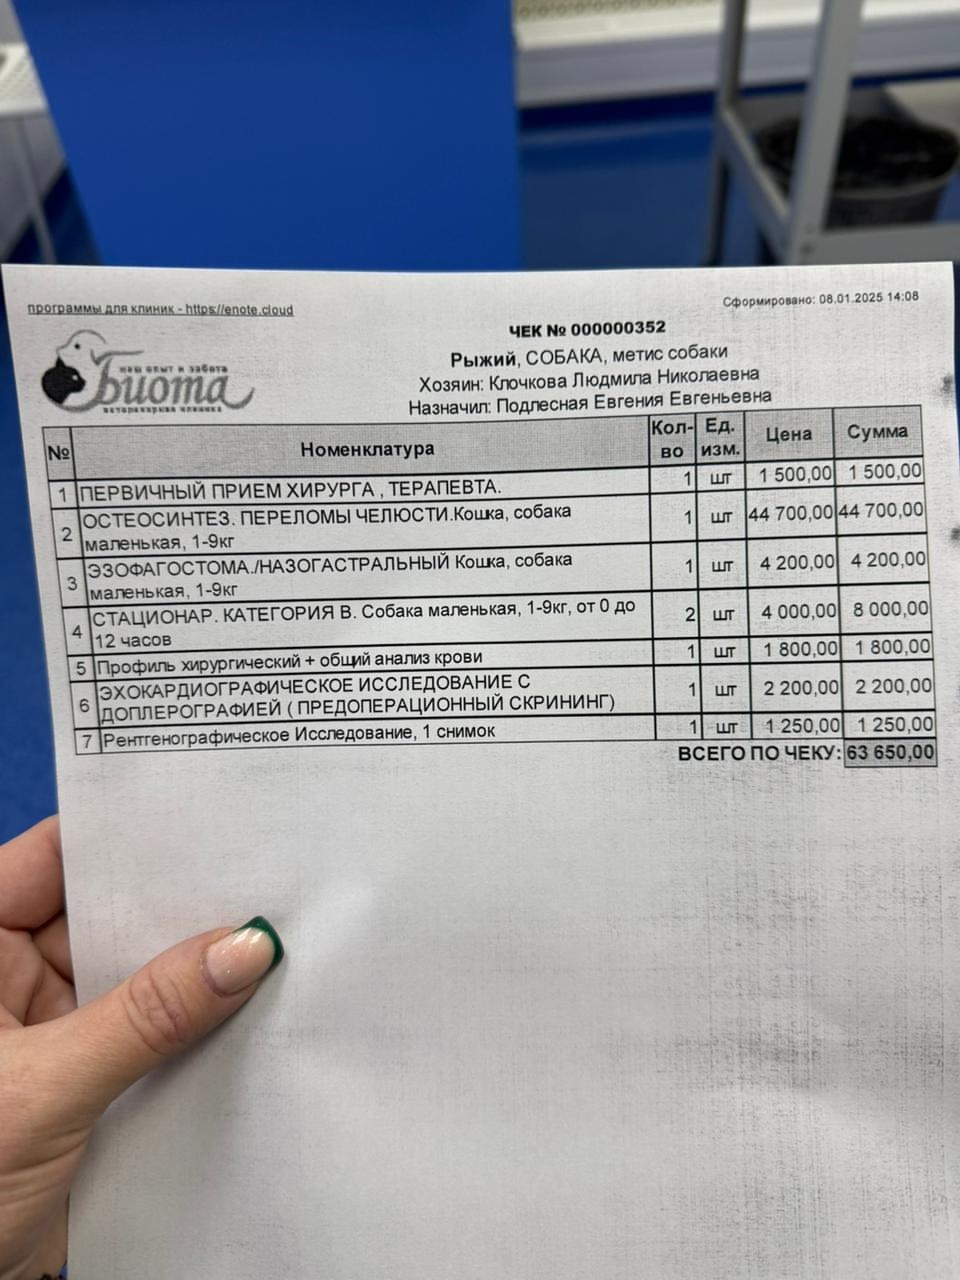 программы для клиник - https://enote.cloud
Сформировано: 08.01.2025 14:08
наш опыт и забота
Биота
ветеринарная клиника
ЧЕК № 000000352
Рыжий, СОБАКА, метис собаки
Хозяин: Клочкова Людмила Николаевна
Назначил: Подлесная Евгения Евгеньевна
№ Номенклатура Кол-во Ед. изм. Цена Сумма
1 ПЕРВИЧНЫЙ ПРИЕМ ХИРУРГА , ТЕРАПЕВТА. 1 шт 1 500,00 1 500,00
2 ОСТЕОСИНТЕЗ. ПЕРЕЛОМЫ ЧЕЛЮСТИ.Кошка, собака
маленькая, 1-9кг 1 шт 44 700,00 44 700,00
3 ЭЗОФАГОСТОМА./НАЗОГАСТРАЛЬНЫЙ Кошка, собака
маленькая, 1-9кг 1 шт 4 200,00 4 200,00
4 СТАЦИОНАР. КАТЕГОРИЯ В. Собака маленькая, 1-9кг, от 0 до
12 часов 2 шт 4 000,00 8 000,00
5 Профиль хирургический + общий анализ крови 1 шт 1 800,00 1 800,00
6 ЭХОКАРДИОГРАФИЧЕСКОЕ ИССЛЕДОВАНИЕ С
ДОПЛЕРОГРАФИЕЙ ( ПРЕДОПЕРАЦИОННЫЙ СКРИНИНГ) 1 шт 2 200,00 2 200,00
7 Рентгенографическое Исследование, 1 снимок 1 шт 1 250,00 1 250,00
ВСЕГО ПО ЧЕКУ: 63 650,00